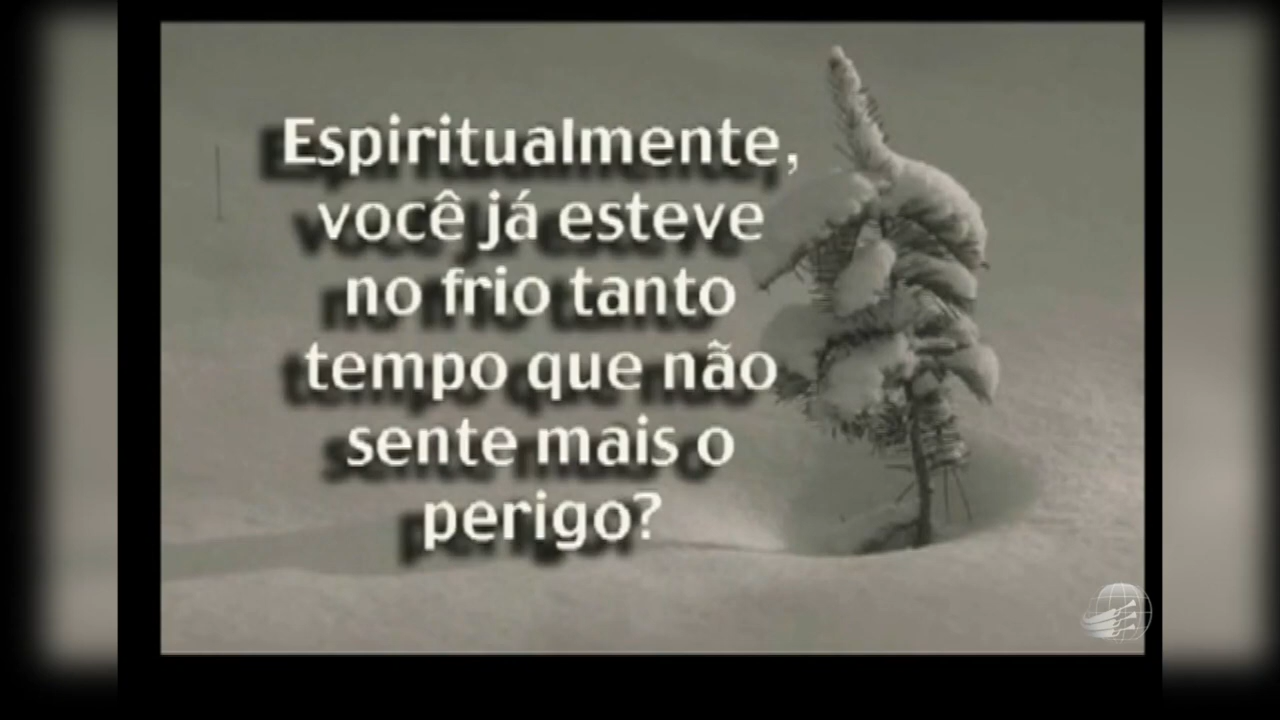 Espiritualmente,
você já esteve
no frio tanto
tempo que não
sente mais o
perigo?